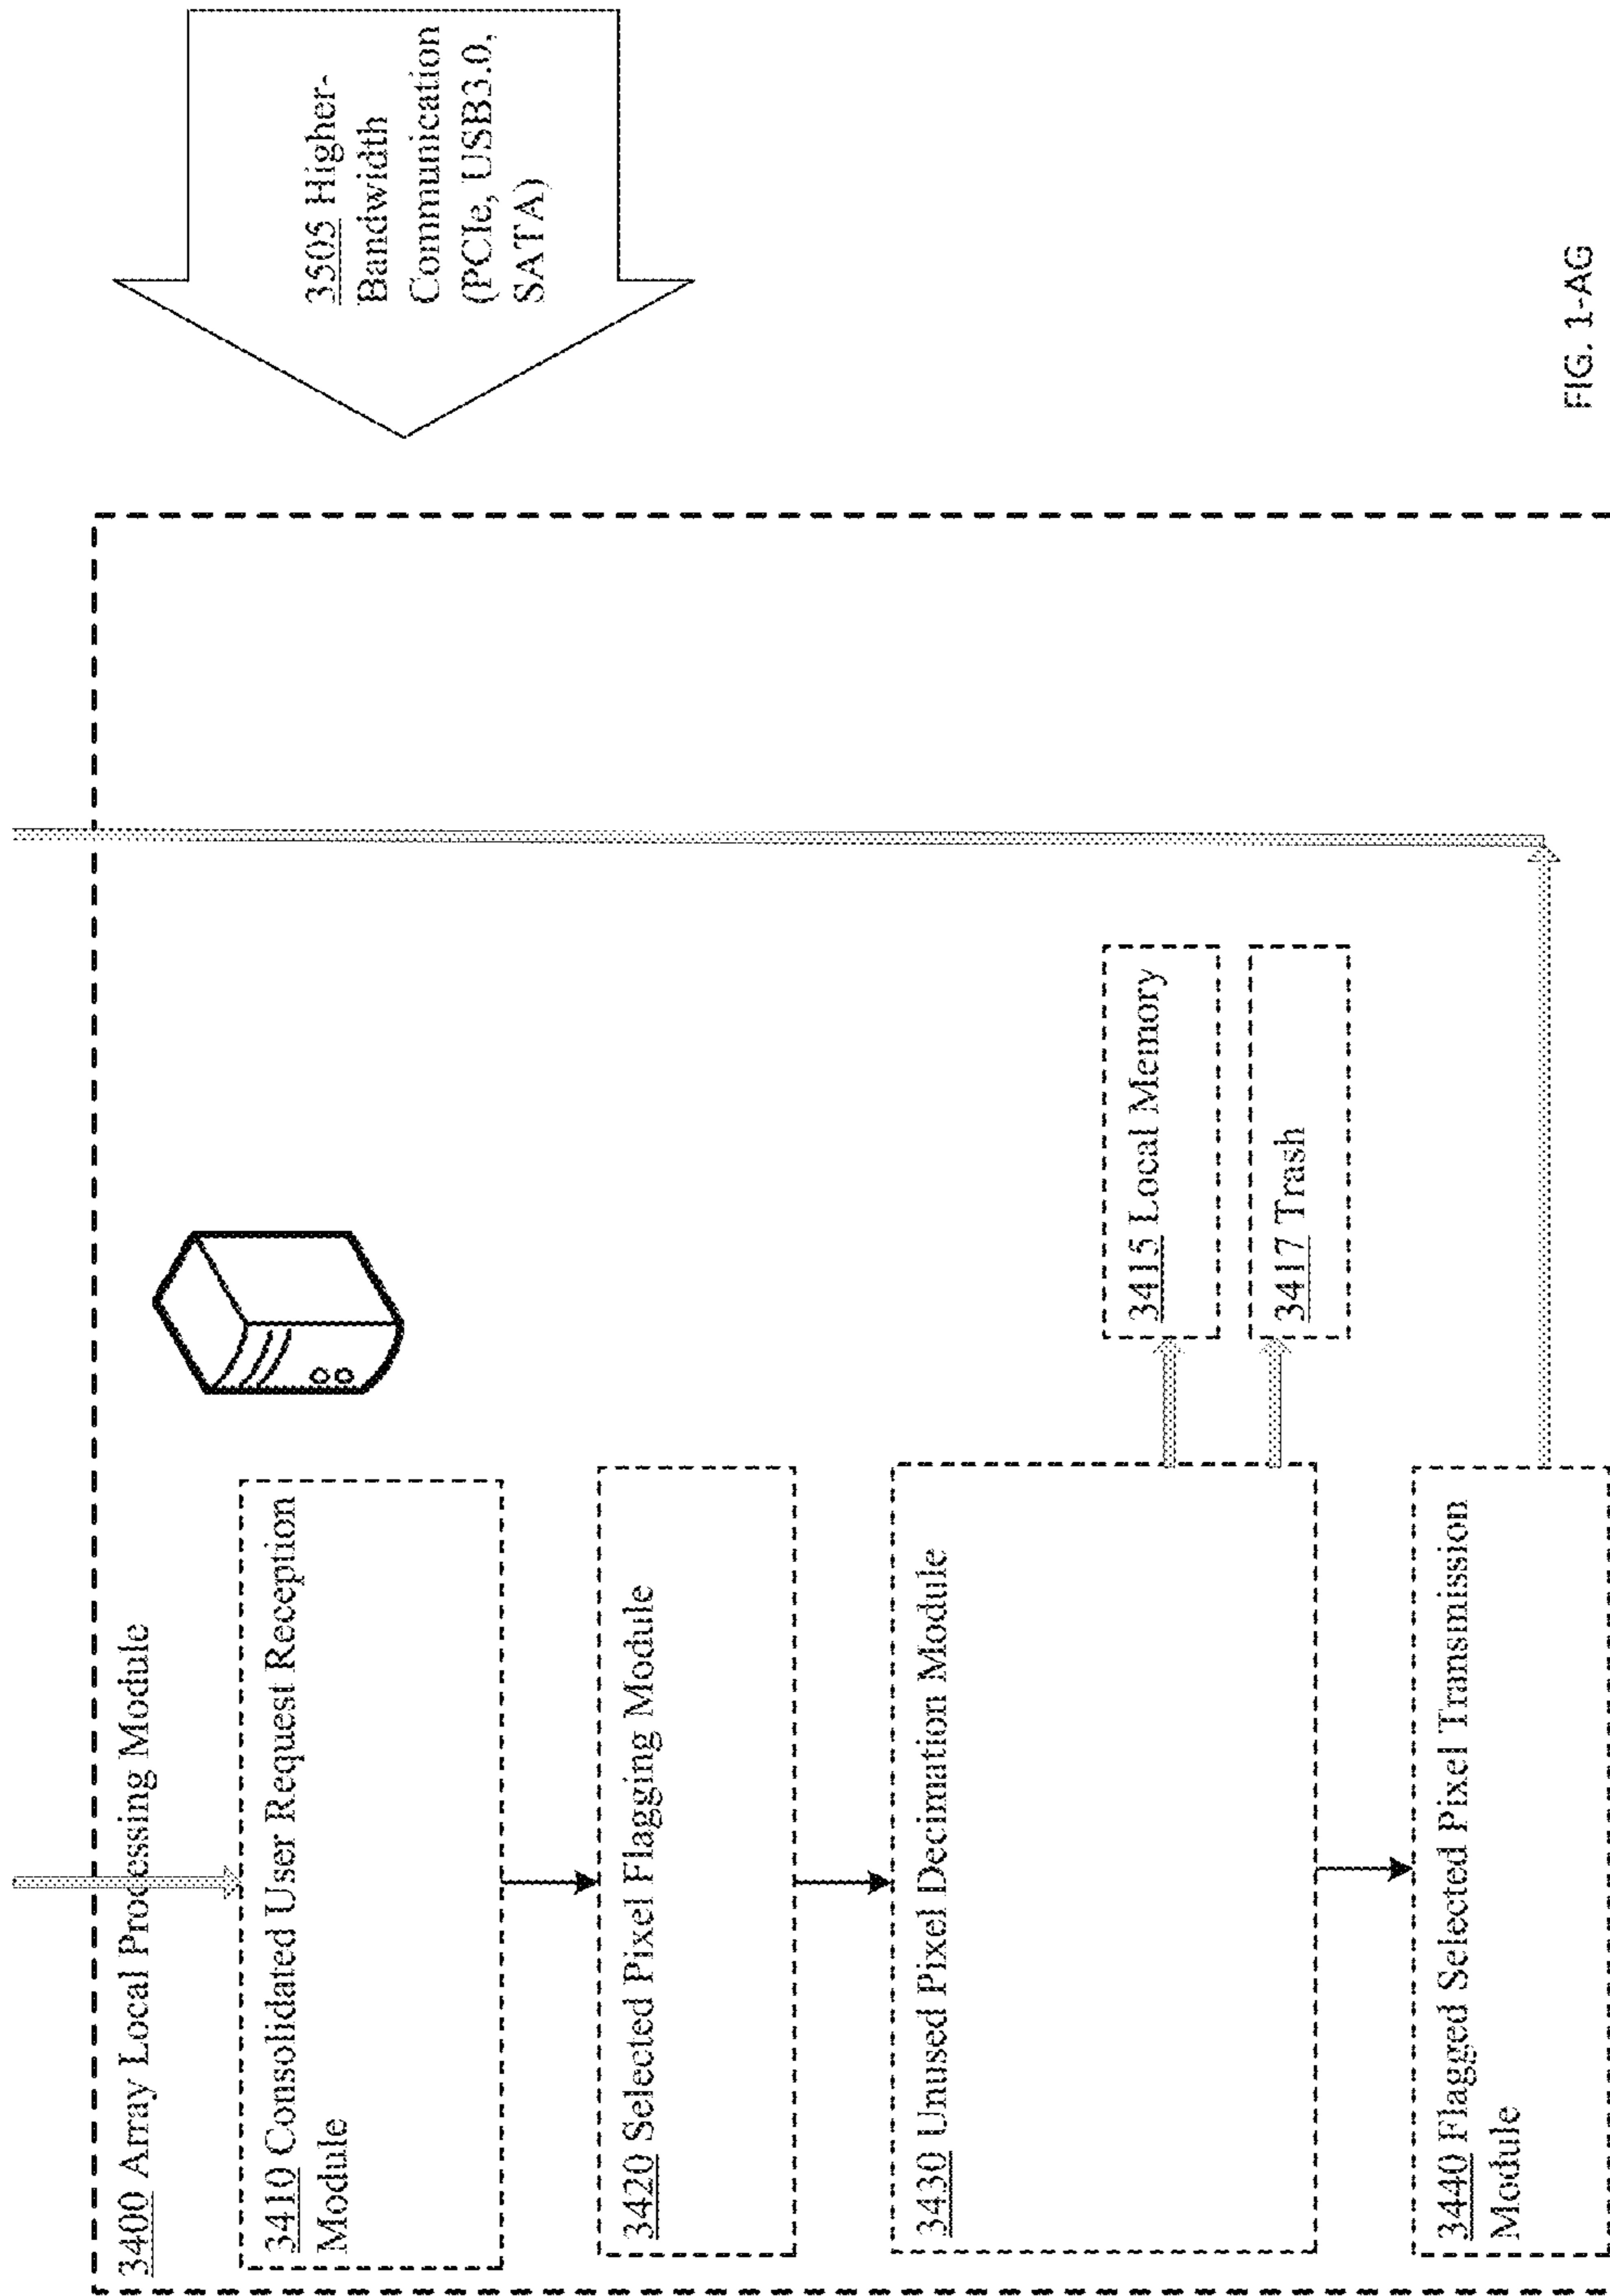 3400 Array Local Processing Module
3410 Consolidated User Request Reception
Module
3420 Selected Pixel Flagging Module
3430 Unused Pixel Decimation Module
3415 Local Memory
3417 Trash
3440 Flagged Selected Pixel Transmission
Module
3505 Higher-
Bandwidth
Communication
(PCIe, USB3.0,
SATA)
FIG. 1-AG